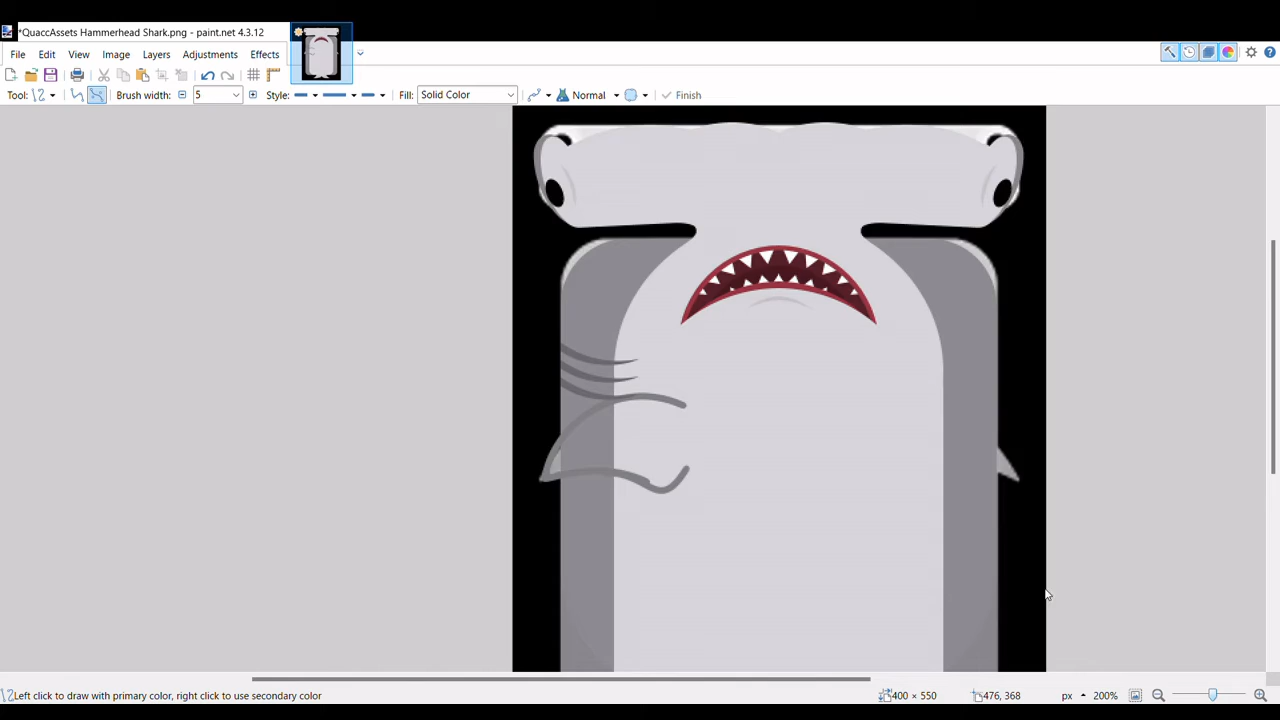 *QuaccAssets Hammerhead Shark.png - paint.net 4.3.12
File Edit View Image Layers Adjustments Effects
Tool: Brush width: 5 Style: Fill: Solid Color Normal Finish
Left click to draw with primary color, right click to use secondary color 400 × 550 476, 368 px 200%